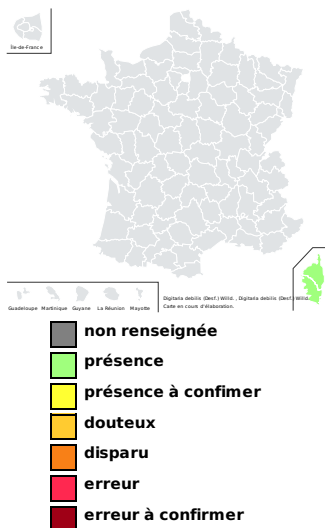 Île-de-France
Guadeloupe Martinique Guyane La Réunion Mayotte
Digitaria debilis (Desf.) Willd. , Digitaria debilis (Desf.) Willd.
Carte en cours d'élaboration.
non renseignée
présence
présence à confimer
douteux
disparu
erreur
erreur à confirmer